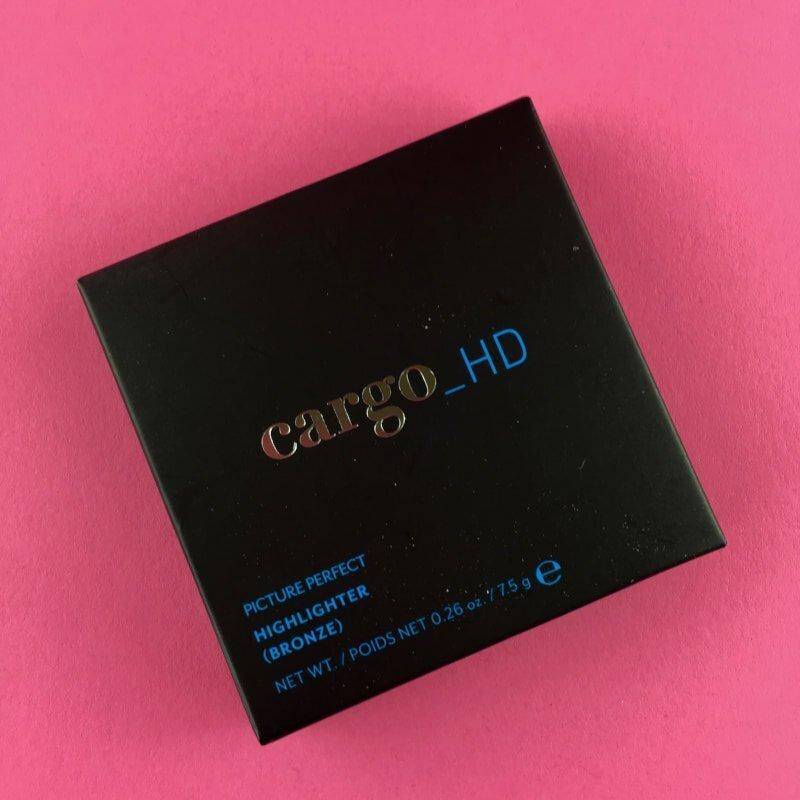 cargo_HD
PICTURE PERFECT
HIGHLIGHTER
(BRONZE)
NET WT. / POIDS NET 0.26 oz. / 7.5 g ℮